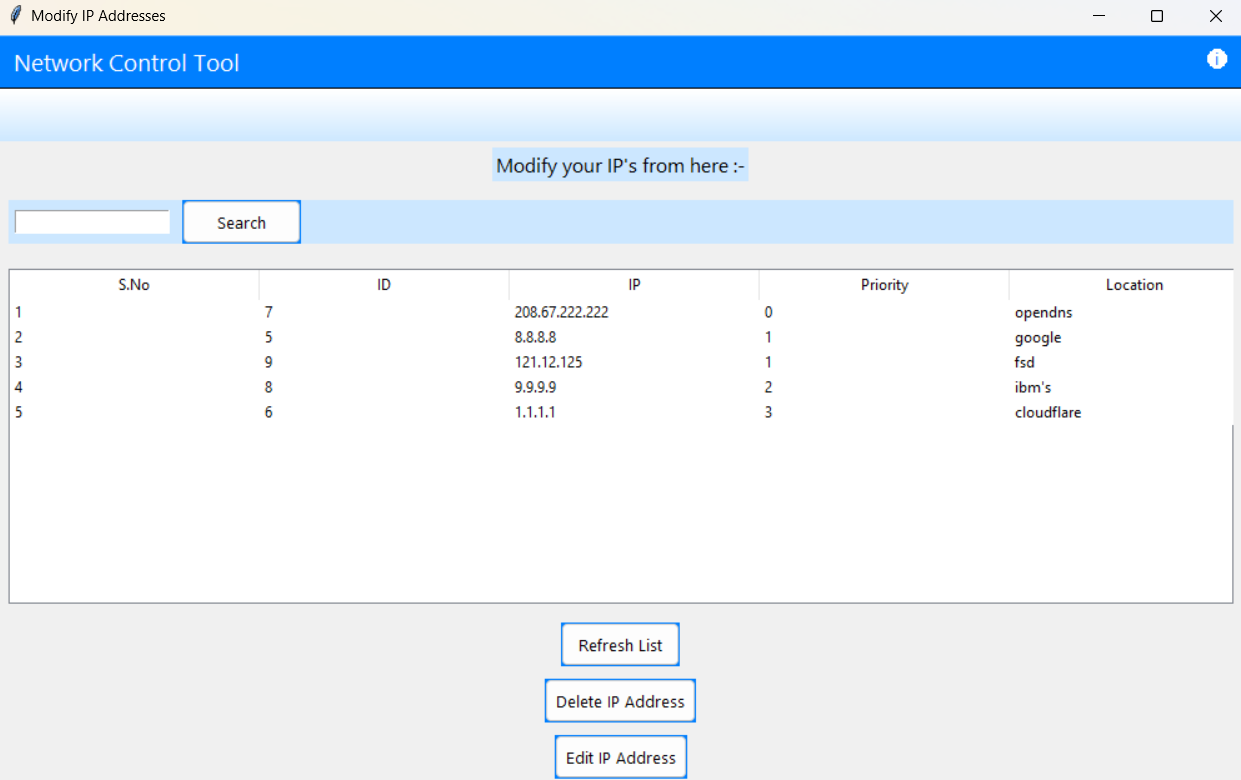 Modify IP Addresses
Network Control Tool
Modify your IP's from here :-
Search
S.No ID IP Priority Location
1 7 208.67.222.222 0 opendns
2 5 8.8.8.8 1 google
3 9 121.12.125 1 fsd
4 8 9.9.9.9 2 ibm's
5 6 1.1.1.1 3 cloudflare
Refresh List
Delete IP Address
Edit IP Address